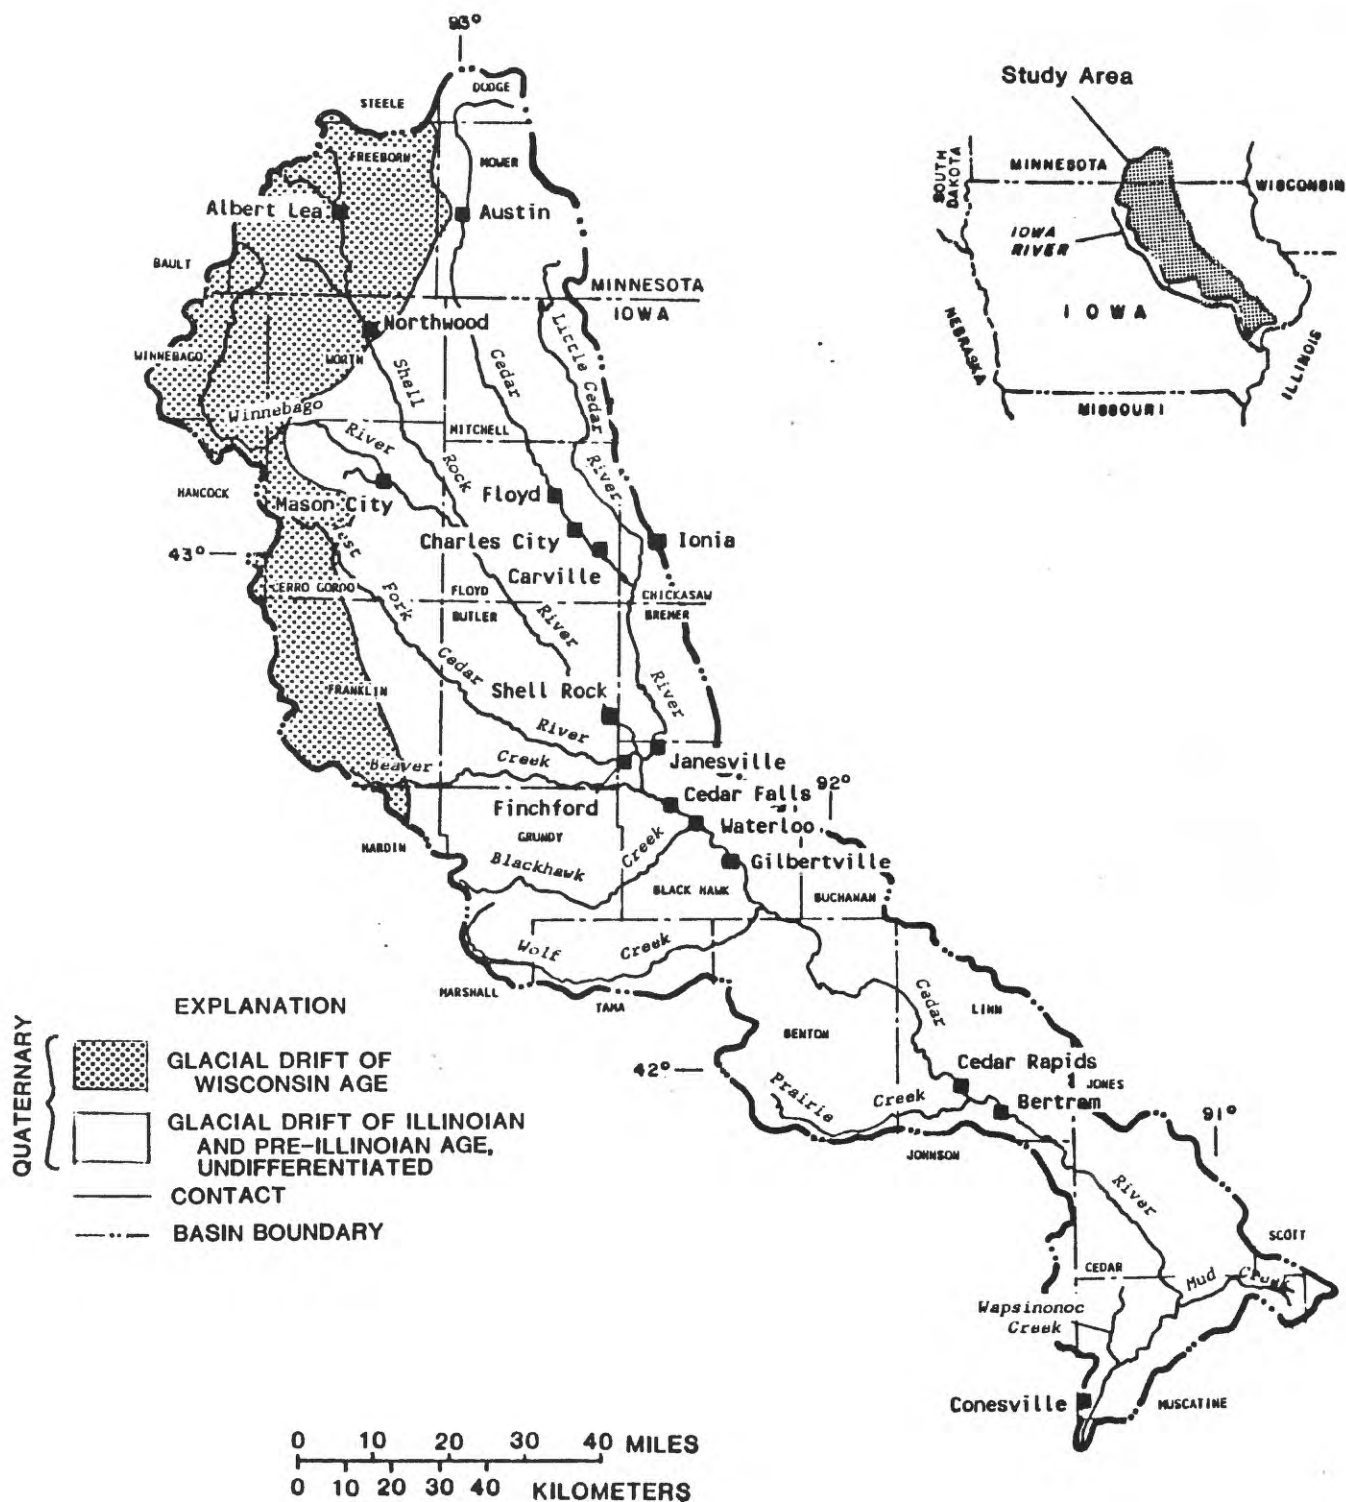 93°
DODGE
STEELE
FREEBORN
MOWER
Albert Lea
Austin
BAULT
MINNESOTA
IOWA
Northwood
WINNEBAGO
WORTH
Shell
Cedar
Little Cedar
Winnebago
MITCHELL
River
Rock
River
HANCOCK
Mason City
Floyd
43°
est
Charles City
Ionia
Carville
CERRO GORDO
Fork
FLOYD
CHICKASAW
BUTLER
BREMER
River
Cedar
FRANKLIN
Shell Rock
River
River
Beaver
Creek
Janesville
92°
Finchford
Cedar Falls
GRUNDY
Waterloo
HARDIN
Blackhawk
Creek
Gilbertville
BLACK HAWK
BUCHANAN
Wolf
Creek
MARSHALL
TAMA
Cedar
LINN
BENTON
42°
Cedar Rapids
JONES
Prairie
Creek
Bertram
91°
JOHNSON
River
SCOTT
CEDAR
Mud Creek
Wapsinonoc
Creek
Conesville
MUSCATINE
Study Area
SOUTH
DAKOTA
MINNESOTA
WISCONSIN
IOWA
RIVER
IOWA
NEBRASKA
ILLINOIS
MISSOURI
EXPLANATION
QUATERNARY
GLACIAL DRIFT OF
WISCONSIN AGE
GLACIAL DRIFT OF ILLINOIAN
AND PRE-ILLINOIAN AGE,
UNDIFFERENTIATED
CONTACT
BASIN BOUNDARY
0 10 20 40 MILES
0 10 20 30 40 KILOMETERS